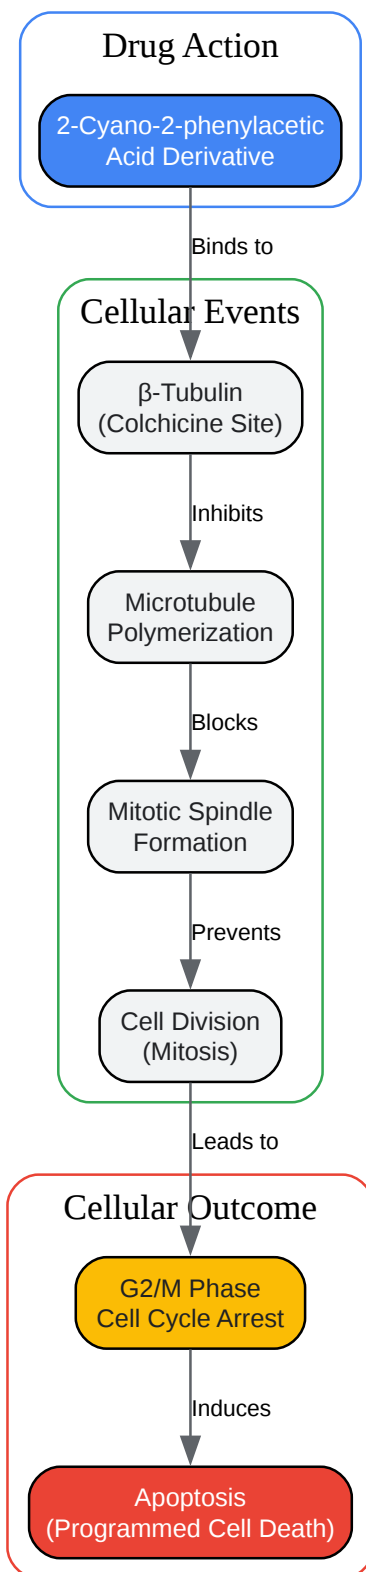 Drug Action
2-Cyano-2-phenylacetic
Acid Derivative
Binds to
Cellular Events
β-Tubulin
(Colchicine Site)
Inhibits
Microtubule
Polymerization
Blocks
Mitotic Spindle
Formation
Prevents
Cell Division
(Mitosis)
Leads to
Cellular Outcome
G2/M Phase
Cell Cycle Arrest
Induces
Apoptosis
(Programmed Cell Death)